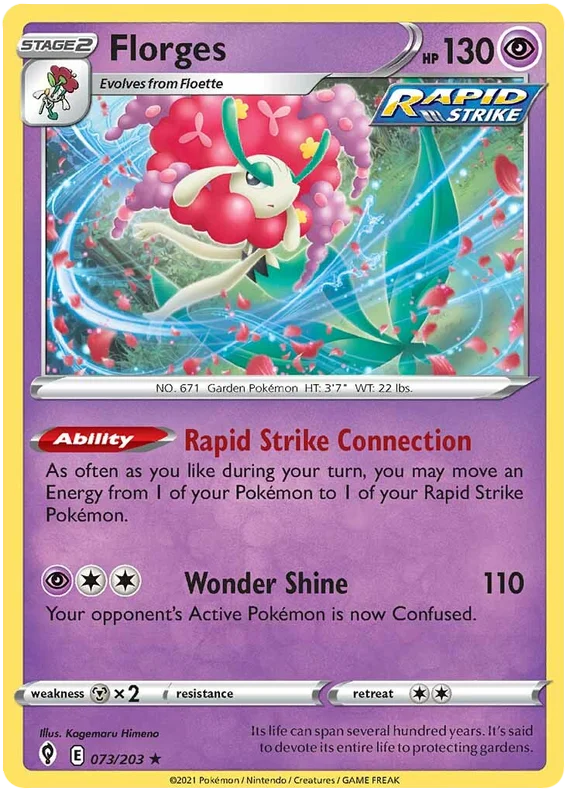 STAGE2 Florges HP 130
Evolves from Floette
RAPID
STRIKE
NO. 671 Garden Pokémon HT: 3'7" WT: 22 lbs.
Ability Rapid Strike Connection
As often as you like during your turn, you may move an
Energy from 1 of your Pokémon to 1 of your Rapid Strike
Pokémon.
Wonder Shine 110
Your opponent's Active Pokémon is now Confused.
weakness ×2 resistance retreat
Illus. Kagemaru Himeno
Its life can span several hundred years. It's said
to devote its entire life to protecting gardens.
E 073/203 ★
©2021 Pokémon / Nintendo / Creatures / GAME FREAK